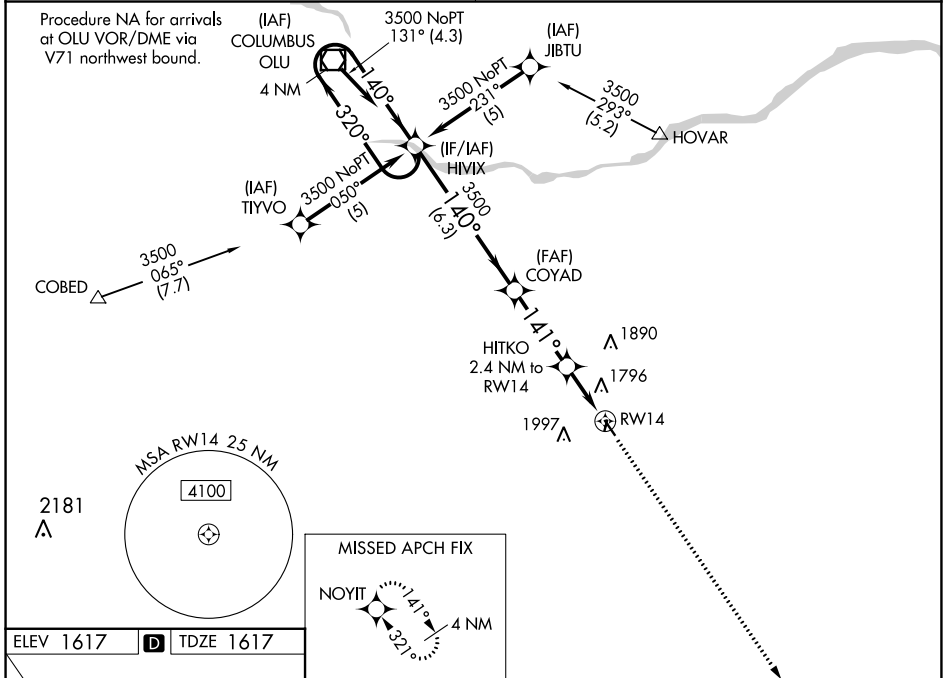 Procedure NA for arrivals
at OLU VOR/DME via
V71 northwest bound.
(IAF)
COLUMBUS
OLU
4 NM
3500 NoPT
131° (4.3)
140°
320°
(IAF)
JIBTU
3500 NoPT
231°
(5)
3500
293°
(5.2)
HOVAR
(IF/IAF)
HIVIX
(IAF)
TIYVO
3500 NoPT
050°
(5)
3500
140°
(6.3)
COBED
3500
065°
(7.7)
(FAF)
COYAD
141°
HITKO
2.4 NM to
RW14
1890
1796
1997
RW14
MSA RW14 25 NM
4100
2181
MISSED APCH FIX
NOYIT
141°
321°
4 NM
ELEV 1617
D
TDZE 1617